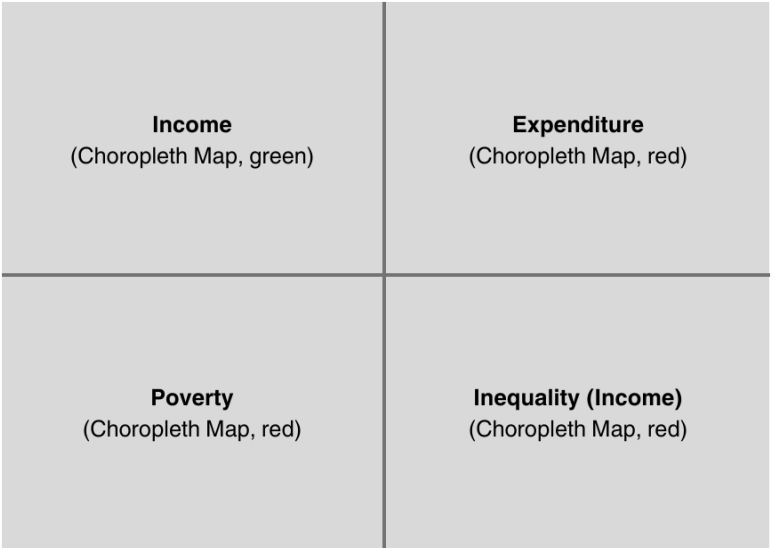 Income
(Choropleth Map, green)
Expenditure
(Choropleth Map, red)
Poverty
(Choropleth Map, red)
Inequality (Income)
(Choropleth Map, red)